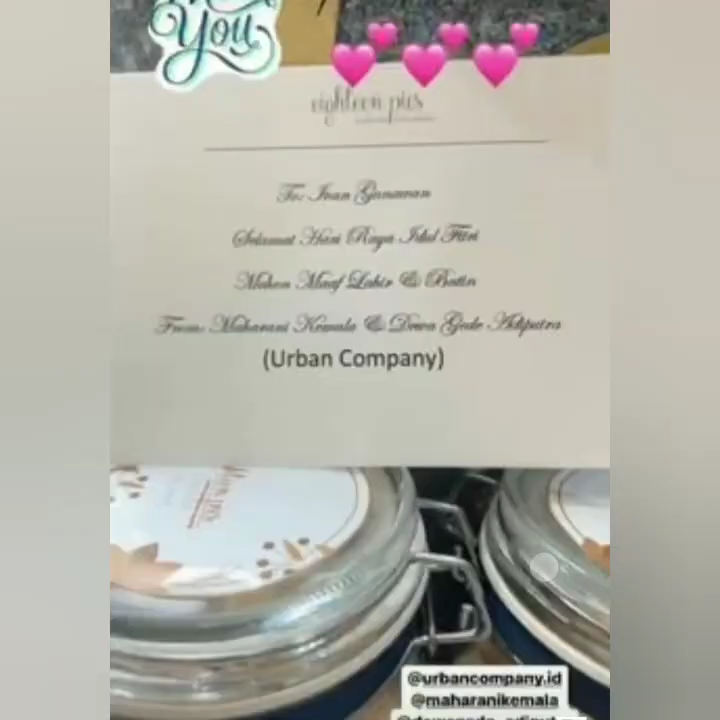 You
eighteen pies
To: Ivan Gunawan
Selamat Hari Raya Idul Fitri
Mohon Maaf Lahir & Batin
From: Maharani Kemala & Dewa Gede Adiputra
(Urban Company)
@urbancompany.id
@maharanikemala